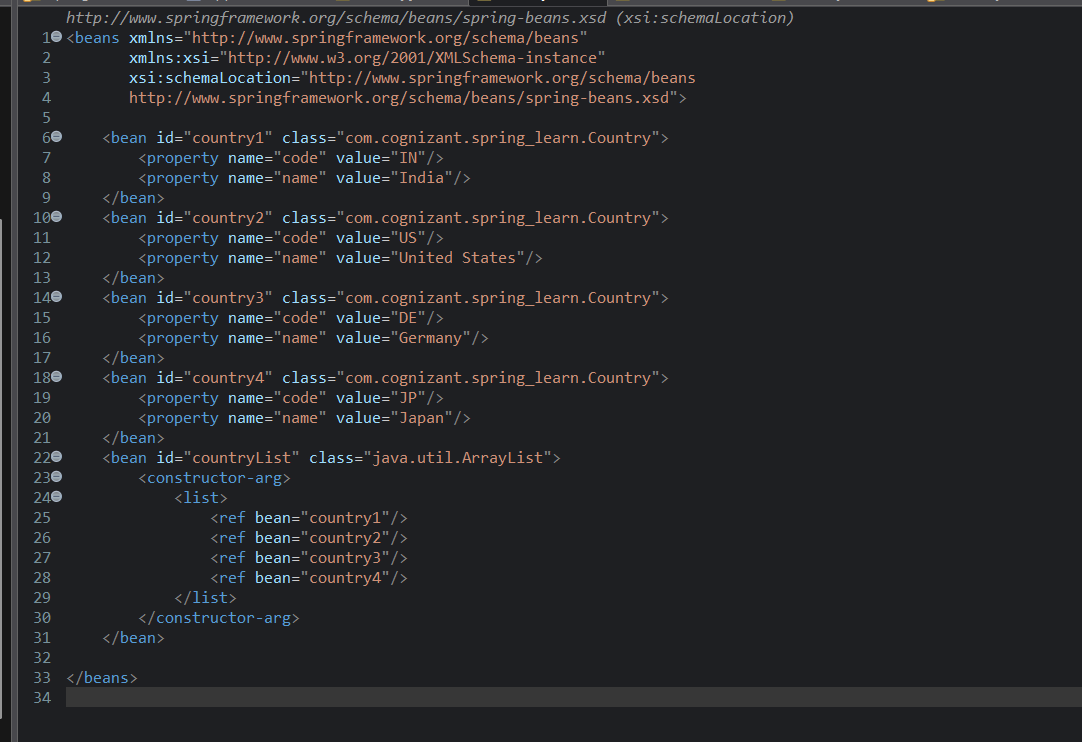 http://www.springframework.org/schema/beans/spring-beans.xsd (xsi:schemaLocation)
1 <beans xmlns="http://www.springframework.org/schema/beans"
2 xmlns:xsi="http://www.w3.org/2001/XMLSchema-instance"
3 xsi:schemaLocation="http://www.springframework.org/schema/beans
4 http://www.springframework.org/schema/beans/spring-beans.xsd">
5
6 <bean id="country1" class="com.cognizant.spring_learn.Country">
7 <property name="code" value="IN"/>
8 <property name="name" value="India"/>
9 </bean>
10 <bean id="country2" class="com.cognizant.spring_learn.Country">
11 <property name="code" value="US"/>
12 <property name="name" value="United States"/>
13 </bean>
14 <bean id="country3" class="com.cognizant.spring_learn.Country">
15 <property name="code" value="DE"/>
16 <property name="name" value="Germany"/>
17 </bean>
18 <bean id="country4" class="com.cognizant.spring_learn.Country">
19 <property name="code" value="JP"/>
20 <property name="name" value="Japan"/>
21 </bean>
22 <bean id="countryList" class="java.util.ArrayList">
23 <constructor-arg>
24 <list>
25 <ref bean="country1"/>
26 <ref bean="country2"/>
27 <ref bean="country3"/>
28 <ref bean="country4"/>
29 </list>
30 </constructor-arg>
31 </bean>
32
33 </beans>
34